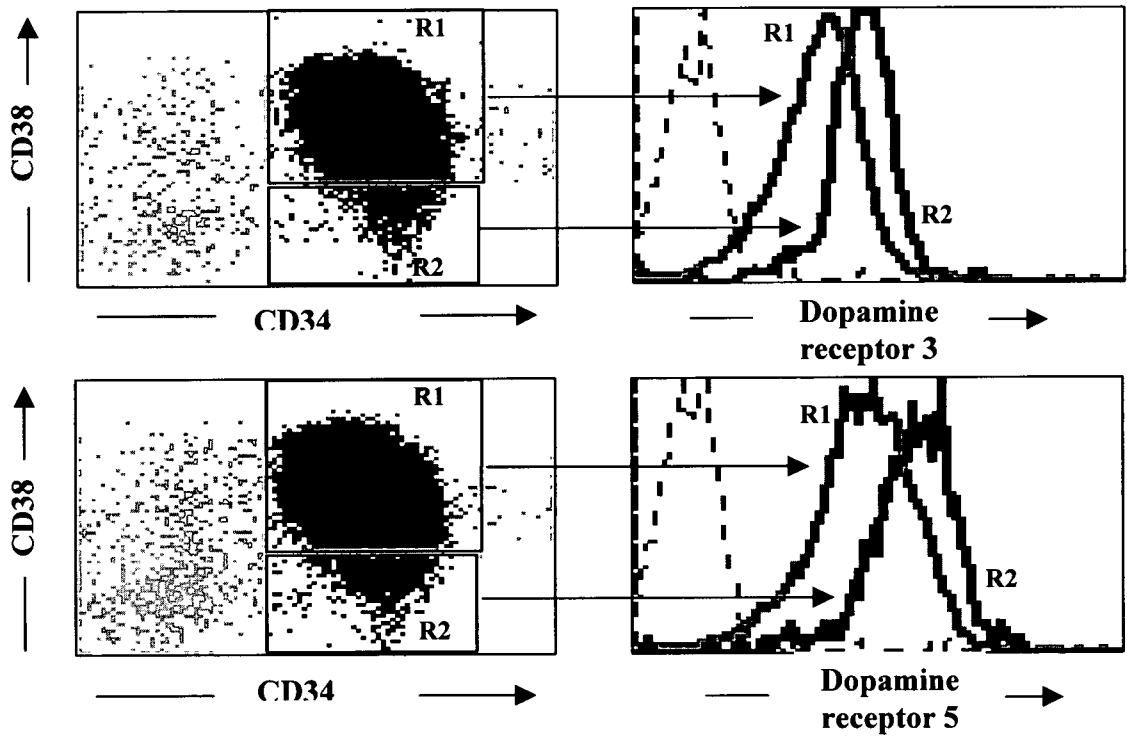 R1
R2
CD38
CD34
R1
R2
Dopamine
receptor 3
R1
R2
CD38
CD34
R1
R2
Dopamine
receptor 5